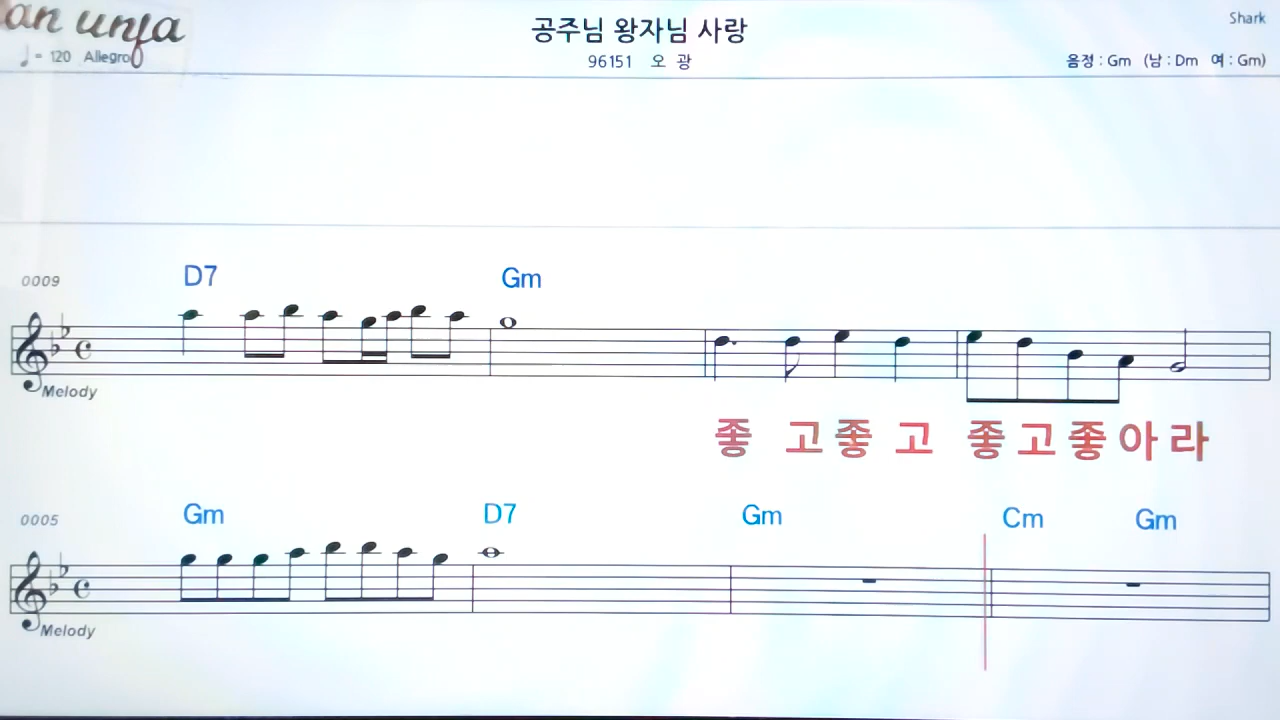 an unfa
공주님 왕자님 사랑
Shark
♩= 120 Allegro
96151 오 광
음정 : Gm (남 : Dm 여 : Gm)
0009 D7 Gm
Melody
좋 고좋 고 좋고좋아라
0005 Gm D7 Gm Cm Gm
Melody